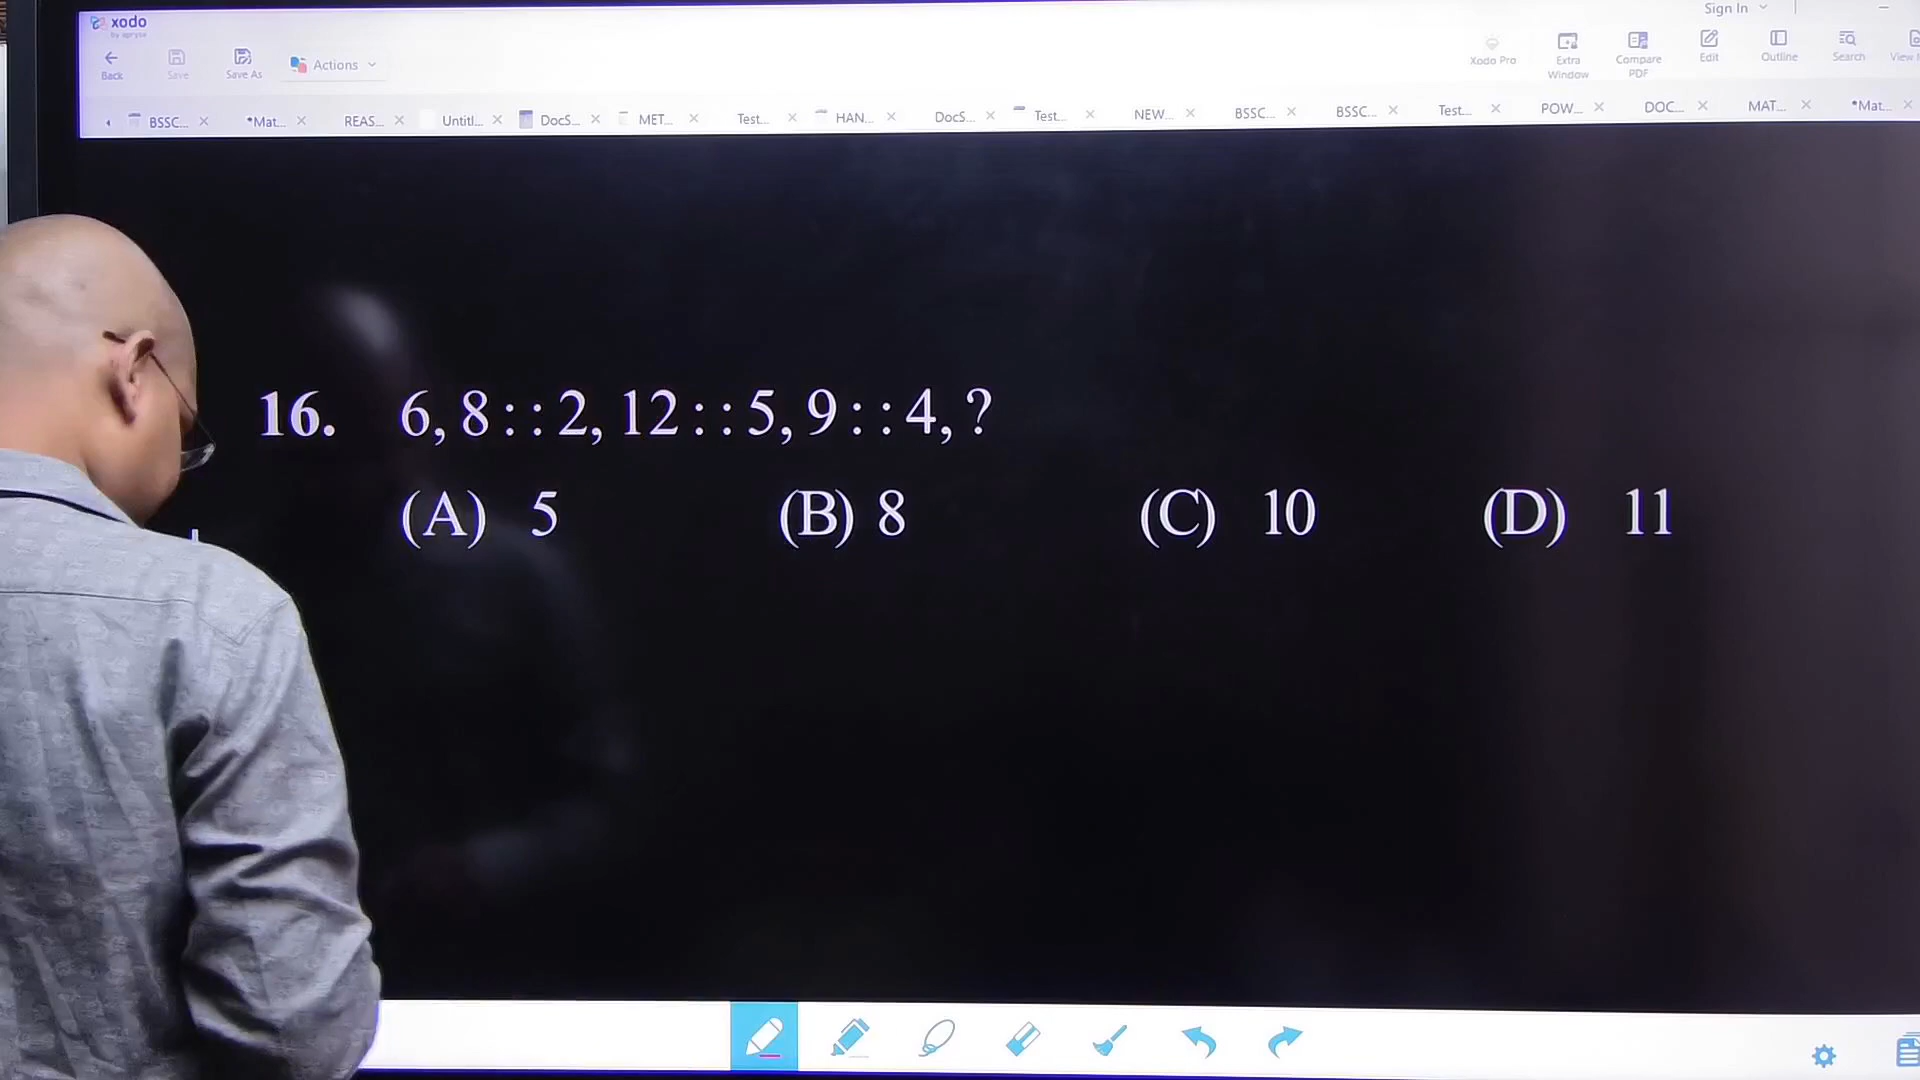 xodo
by apryse
Sign In
Back
Save
Save As
Actions
Xodo Pro
Extra Window
Compare PDF
Edit
Outline
Search
BSSC... *Mat... REAS... Untitl... DocS... MET... Test... HAN... DocS... Test... NEW... BSSC... BSSC... Test... POW... DOC... MAT... *Mat...
16. 6, 8 : : 2, 12 : : 5, 9 : : 4, ?
(A) 5 (B) 8 (C) 10 (D) 11